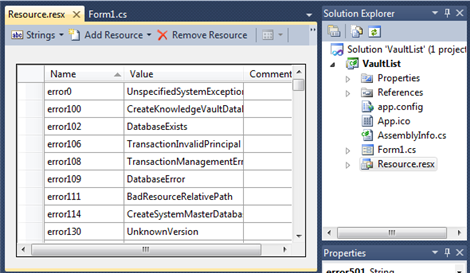 Resource.resx
Form1.cs
Strings
Add Resource
Remove Resource
Name Value Comment
error0 UnspecifiedSystemException
error100 CreateKnowledgeVaultDatal
error102 DatabaseExists
error106 TransactionInvalidPrincipal
error108 TransactionManagementErr
error109 DatabaseError
error111 BadResourceRelativePath
error114 CreateSystemMasterDataba
error130 UnknownVersion
Solution Explorer
Solution 'VaultList' (1 project
VaultList
Properties
References
app.config
App.ico
AssemblyInfo.cs
Form1.cs
Resource.resx
Properties
error501